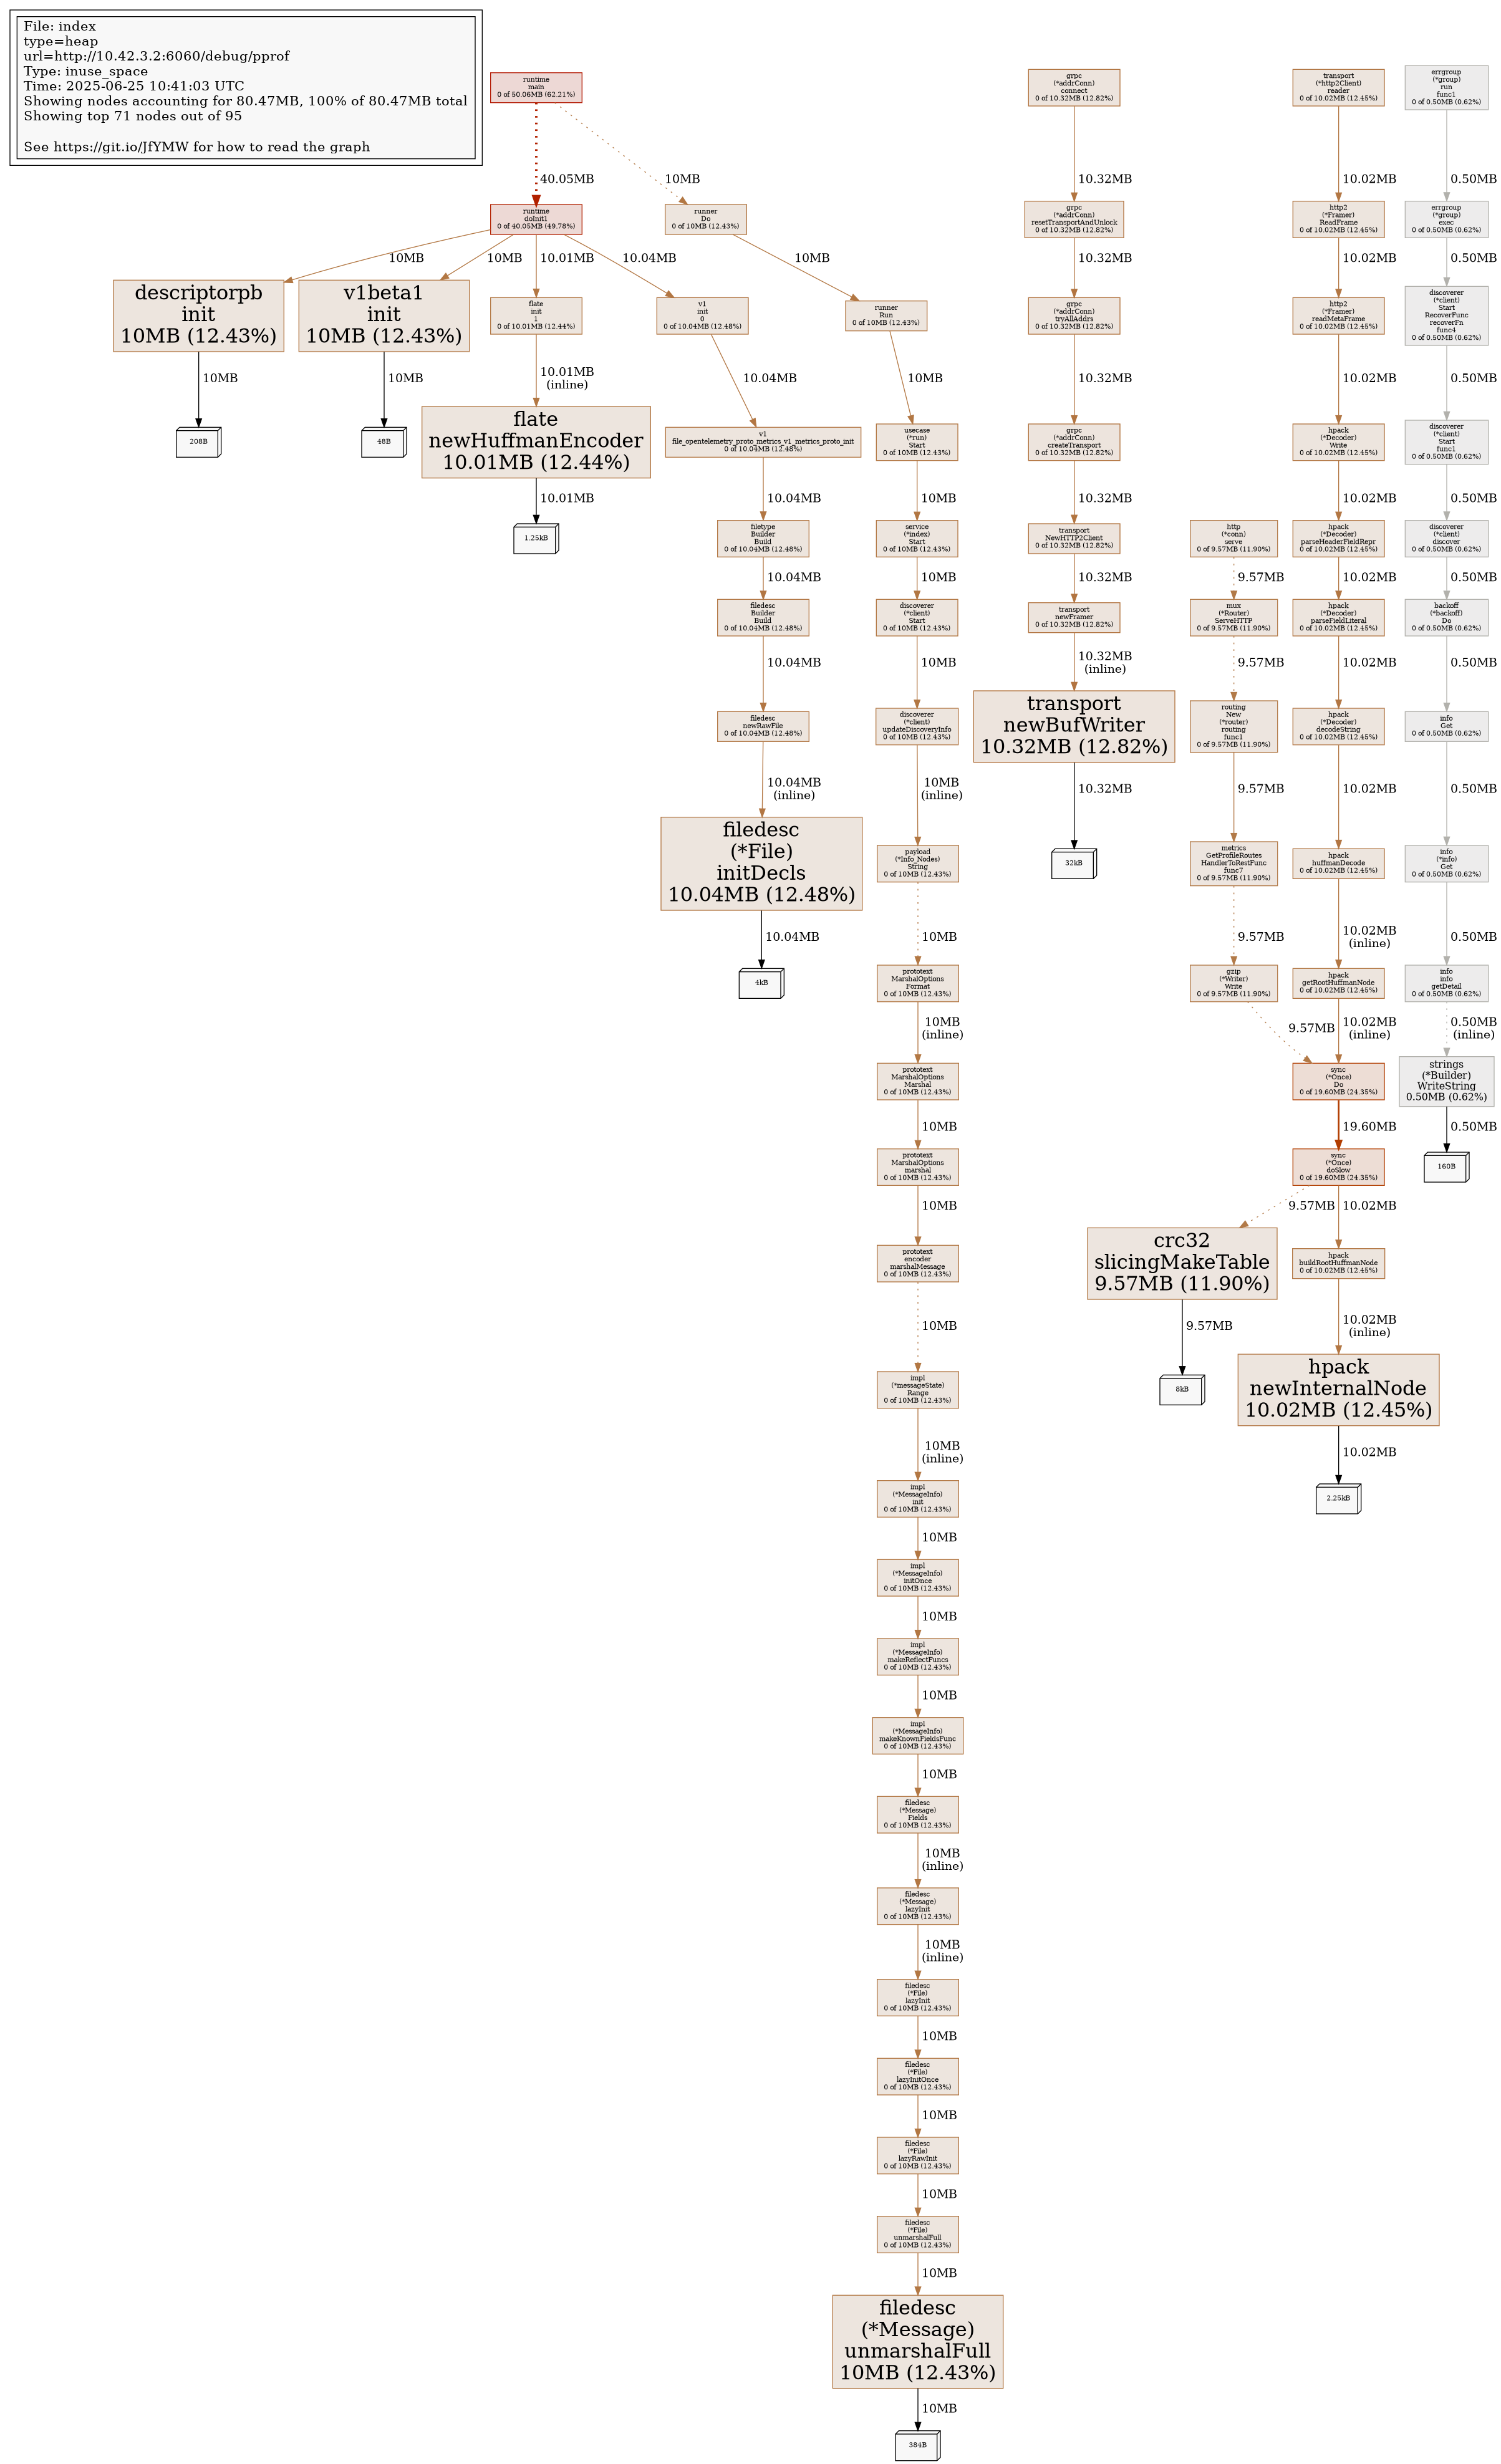 File: index
type=heap
url=http://10.42.3.2:6060/debug/pprof
Type: inuse_space
Time: 2025-06-25 10:41:03 UTC
Showing nodes accounting for 80.47MB, 100% of 80.47MB total
Showing top 71 nodes out of 95
See https://git.io/JfYMW for how to read the graph
runtime
main
0 of 50.06MB (62.21%)
40.05MB
10MB
runtime
doInit1
0 of 40.05MB (49.78%)
runner
Do
0 of 10MB (12.43%)
10MB
10MB
10.01MB
10.04MB
10MB
descriptorpb
init
10MB (12.43%)
10MB
208B
v1beta1
init
10MB (12.43%)
10MB
48B
flate
init
1
0 of 10.01MB (12.44%)
10.01MB
(inline)
flate
newHuffmanEncoder
10.01MB (12.44%)
10.01MB
1.25kB
v1
init
0
0 of 10.04MB (12.48%)
10.04MB
v1
file_opentelemetry_proto_metrics_v1_metrics_proto_init
0 of 10.04MB (12.48%)
10.04MB
filetype
Builder
Build
0 of 10.04MB (12.48%)
10.04MB
filedesc
Builder
Build
0 of 10.04MB (12.48%)
10.04MB
filedesc
newRawFile
0 of 10.04MB (12.48%)
10.04MB
(inline)
filedesc
(*File)
initDecls
10.04MB (12.48%)
10.04MB
4kB
runner
Run
0 of 10MB (12.43%)
10MB
usecase
(*run)
Start
0 of 10MB (12.43%)
10MB
service
(*index)
Start
0 of 10MB (12.43%)
10MB
discoverer
(*client)
Start
0 of 10MB (12.43%)
10MB
discoverer
(*client)
updateDiscoveryInfo
0 of 10MB (12.43%)
10MB
(inline)
payload
(*Info_Nodes)
String
0 of 10MB (12.43%)
10MB
prototext
MarshalOptions
Format
0 of 10MB (12.43%)
10MB
(inline)
prototext
MarshalOptions
Marshal
0 of 10MB (12.43%)
10MB
prototext
MarshalOptions
marshal
0 of 10MB (12.43%)
10MB
prototext
encoder
marshalMessage
0 of 10MB (12.43%)
10MB
impl
(*messageState)
Range
0 of 10MB (12.43%)
10MB
(inline)
impl
(*MessageInfo)
init
0 of 10MB (12.43%)
10MB
impl
(*MessageInfo)
initOnce
0 of 10MB (12.43%)
10MB
impl
(*MessageInfo)
makeReflectFuncs
0 of 10MB (12.43%)
10MB
impl
(*MessageInfo)
makeKnownFieldsFunc
0 of 10MB (12.43%)
10MB
filedesc
(*Message)
Fields
0 of 10MB (12.43%)
10MB
(inline)
filedesc
(*Message)
lazyInit
0 of 10MB (12.43%)
10MB
(inline)
filedesc
(*File)
lazyInit
0 of 10MB (12.43%)
10MB
filedesc
(*File)
lazyInitOnce
0 of 10MB (12.43%)
10MB
filedesc
(*File)
lazyRawInit
0 of 10MB (12.43%)
10MB
filedesc
(*File)
unmarshalFull
0 of 10MB (12.43%)
10MB
filedesc
(*Message)
unmarshalFull
10MB (12.43%)
10MB
384B
grpc
(*addrConn)
connect
0 of 10.32MB (12.82%)
10.32MB
grpc
(*addrConn)
resetTransportAndUnlock
0 of 10.32MB (12.82%)
10.32MB
grpc
(*addrConn)
tryAllAddrs
0 of 10.32MB (12.82%)
10.32MB
grpc
(*addrConn)
createTransport
0 of 10.32MB (12.82%)
10.32MB
transport
NewHTTP2Client
0 of 10.32MB (12.82%)
10.32MB
transport
newFramer
0 of 10.32MB (12.82%)
10.32MB
(inline)
transport
newBufWriter
10.32MB (12.82%)
10.32MB
32kB
http
(*conn)
serve
0 of 9.57MB (11.90%)
9.57MB
mux
(*Router)
ServeHTTP
0 of 9.57MB (11.90%)
9.57MB
routing
New
(*router)
routing
func1
0 of 9.57MB (11.90%)
9.57MB
metrics
GetProfileRoutes
HandlerToRestFunc
func7
0 of 9.57MB (11.90%)
9.57MB
gzip
(*Writer)
Write
0 of 9.57MB (11.90%)
9.57MB
transport
(*http2Client)
reader
0 of 10.02MB (12.45%)
10.02MB
http2
(*Framer)
ReadFrame
0 of 10.02MB (12.45%)
10.02MB
http2
(*Framer)
readMetaFrame
0 of 10.02MB (12.45%)
10.02MB
hpack
(*Decoder)
Write
0 of 10.02MB (12.45%)
10.02MB
hpack
(*Decoder)
parseHeaderFieldRepr
0 of 10.02MB (12.45%)
10.02MB
hpack
(*Decoder)
parseFieldLiteral
0 of 10.02MB (12.45%)
10.02MB
hpack
(*Decoder)
decodeString
0 of 10.02MB (12.45%)
10.02MB
hpack
huffmanDecode
0 of 10.02MB (12.45%)
10.02MB
(inline)
hpack
getRootHuffmanNode
0 of 10.02MB (12.45%)
10.02MB
(inline)
sync
(*Once)
Do
0 of 19.60MB (24.35%)
19.60MB
sync
(*Once)
doSlow
0 of 19.60MB (24.35%)
9.57MB
10.02MB
crc32
slicingMakeTable
9.57MB (11.90%)
9.57MB
8kB
hpack
buildRootHuffmanNode
0 of 10.02MB (12.45%)
10.02MB
(inline)
hpack
newInternalNode
10.02MB (12.45%)
10.02MB
2.25kB
errgroup
(*group)
run
func1
0 of 0.50MB (0.62%)
0.50MB
errgroup
(*group)
exec
0 of 0.50MB (0.62%)
0.50MB
discoverer
(*client)
Start
RecoverFunc
recoverFn
func4
0 of 0.50MB (0.62%)
0.50MB
discoverer
(*client)
Start
func1
0 of 0.50MB (0.62%)
0.50MB
discoverer
(*client)
discover
0 of 0.50MB (0.62%)
0.50MB
backoff
(*backoff)
Do
0 of 0.50MB (0.62%)
0.50MB
info
Get
0 of 0.50MB (0.62%)
0.50MB
info
(*info)
Get
0 of 0.50MB (0.62%)
0.50MB
info
info
getDetail
0 of 0.50MB (0.62%)
0.50MB
(inline)
strings
(*Builder)
WriteString
0.50MB (0.62%)
0.50MB
160B